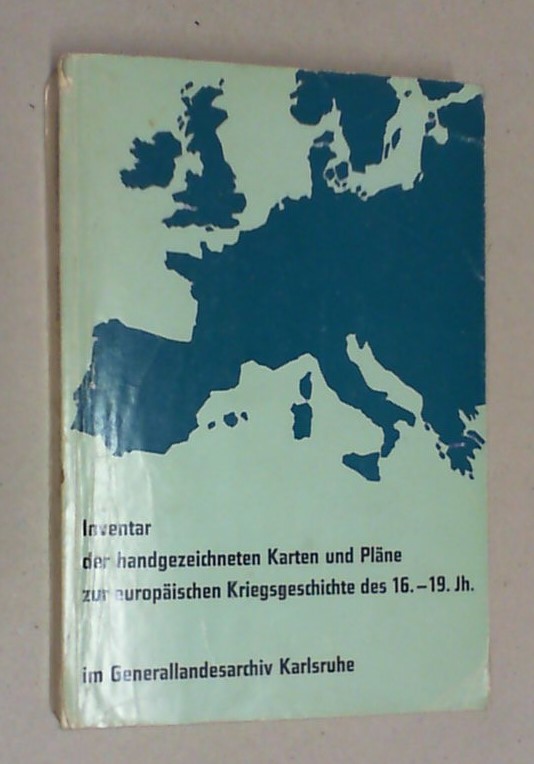 Inventar
der handgezeichneten Karten und Pläne
zur europäischen Kriegsgeschichte des 16.–19. Jh.
im Generallandesarchiv Karlsruhe